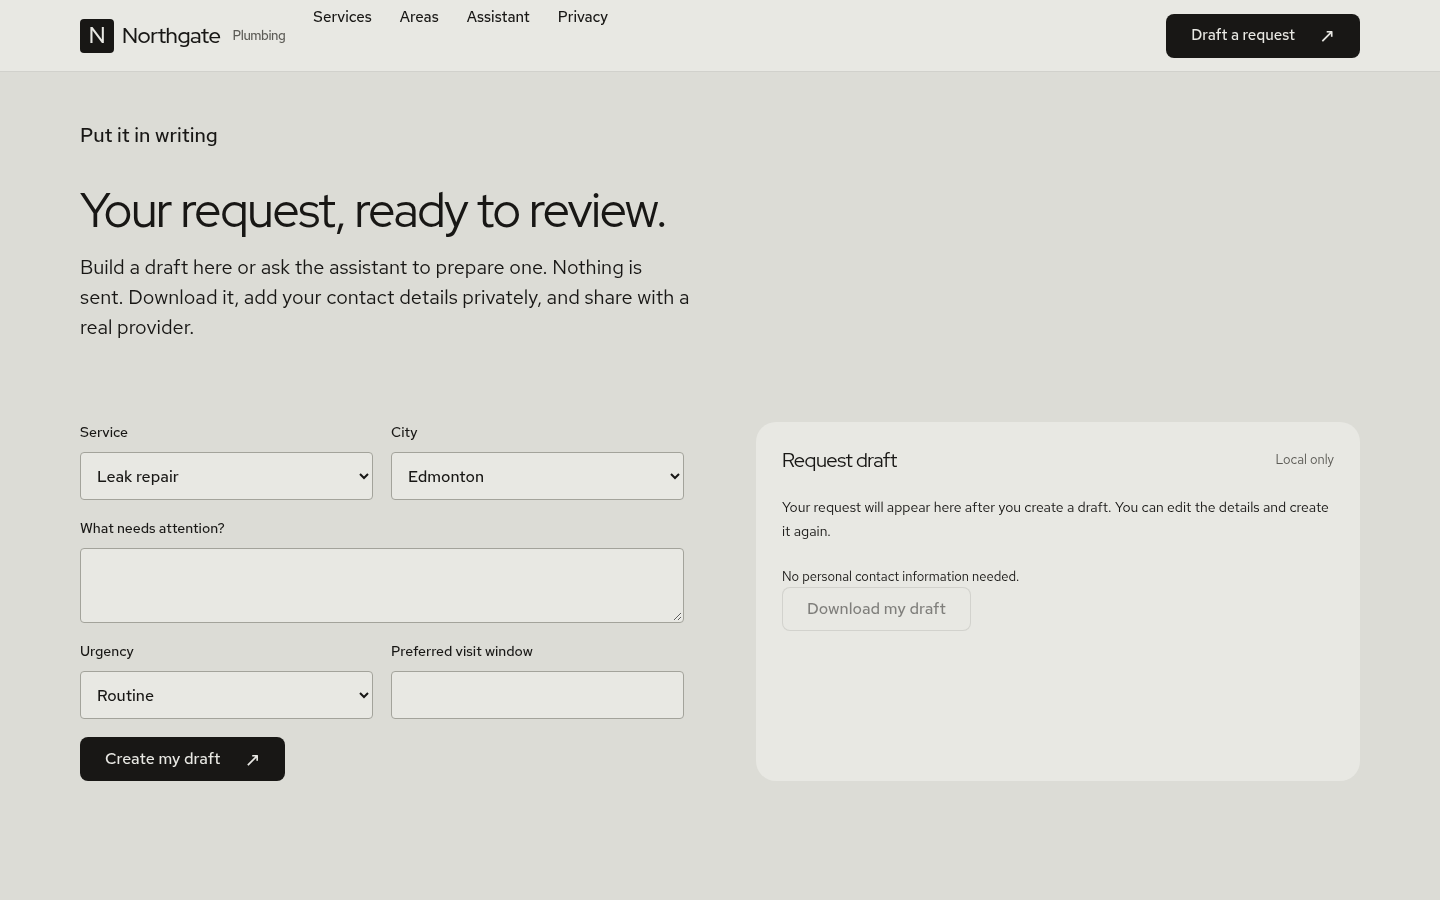 N Northgate Plumbing Services Areas Assistant Privacy Draft a request ↗
Put it in writing
Your request, ready to review.
Build a draft here or ask the assistant to prepare one. Nothing is
sent. Download it, add your contact details privately, and share with a
real provider.
Service City
Leak repair Edmonton
What needs attention?
Urgency Preferred visit window
Routine
Create my draft ↗
Request draft Local only
Your request will appear here after you create a draft. You can edit the details and create
it again.
No personal contact information needed.
Download my draft